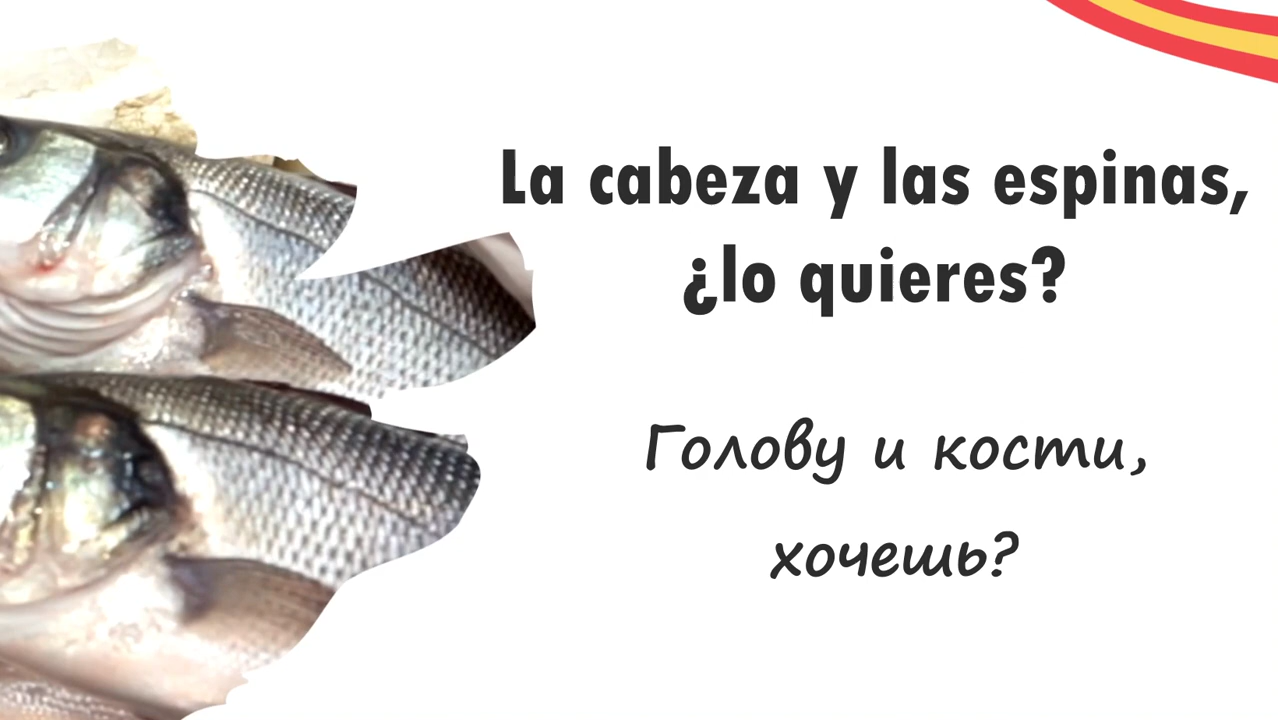 La cabeza y las espinas,
¿lo quieres?
Голову и кости,
хочешь?